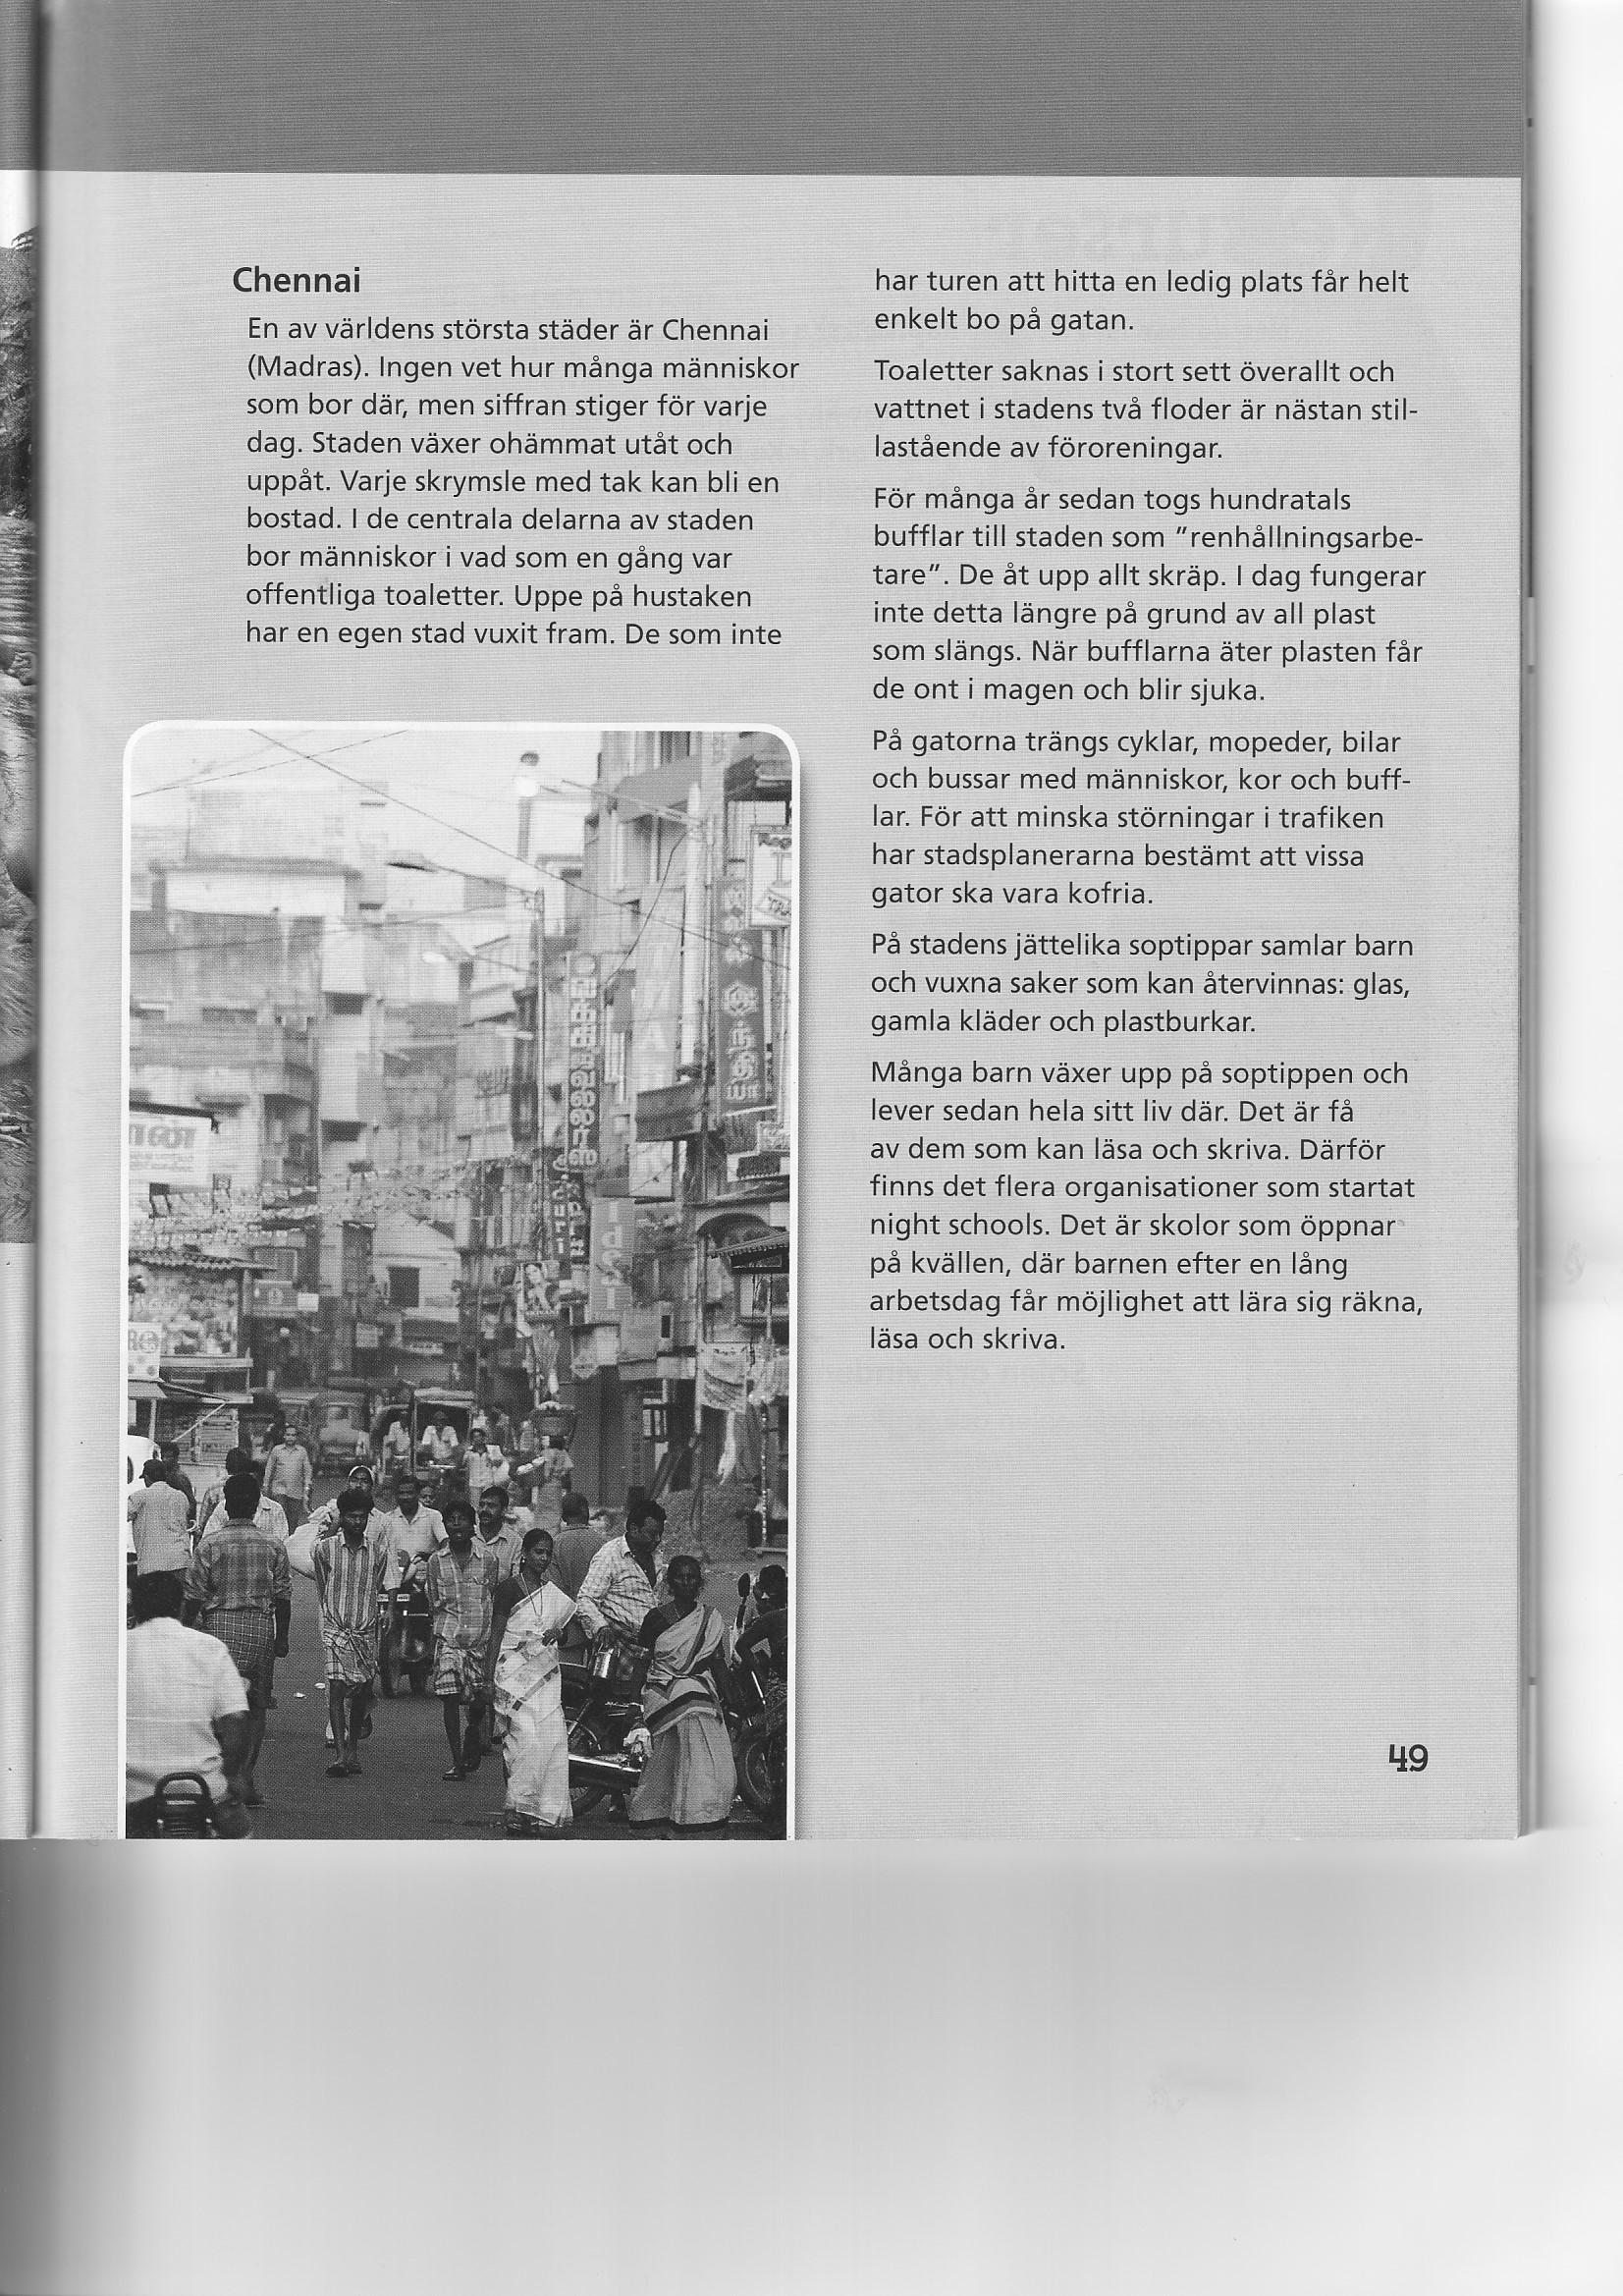 Chennai
En av världens största städer är Chennai
(Madras). Ingen vet hur många människor
som bor där, men siffran stiger för varje
dag. Staden växer ohämmat utåt och
uppåt. Varje skrymsle med tak kan bli en
bostad. I de centrala delarna av staden
bor människor i vad som en gång var
offentliga toaletter. Uppe på hustaken
har en egen stad vuxit fram. De som inte
har turen att hitta en ledig plats får helt
enkelt bo på gatan.
Toaletter saknas i stort sett överallt och
vattnet i stadens två floder är nästan stil-
lastående av föroreningar.
För många år sedan togs hundratals
bufflar till staden som ”renhållningsarbe-
tare”. De åt upp allt skräp. I dag fungerar
inte detta längre på grund av all plast
som slängs. När bufflarna äter plasten får
de ont i magen och blir sjuka.
På gatorna trängs cyklar, mopeder, bilar
och bussar med människor, kor och buff-
lar. För att minska störningar i trafiken
har stadsplanerarna bestämt att vissa
gator ska vara kofria.
På stadens jättelika soptippar samlar barn
och vuxna saker som kan återvinnas: glas,
gamla kläder och plastburkar.
Många barn växer upp på soptippen och
lever sedan hela sitt liv där. Det är få
av dem som kan läsa och skriva. Därför
finns det flera organisationer som startat
night schools. Det är skolor som öppnar
på kvällen, där barnen efter en lång
arbetsdag får möjlighet att lära sig räkna,
läsa och skriva.
49